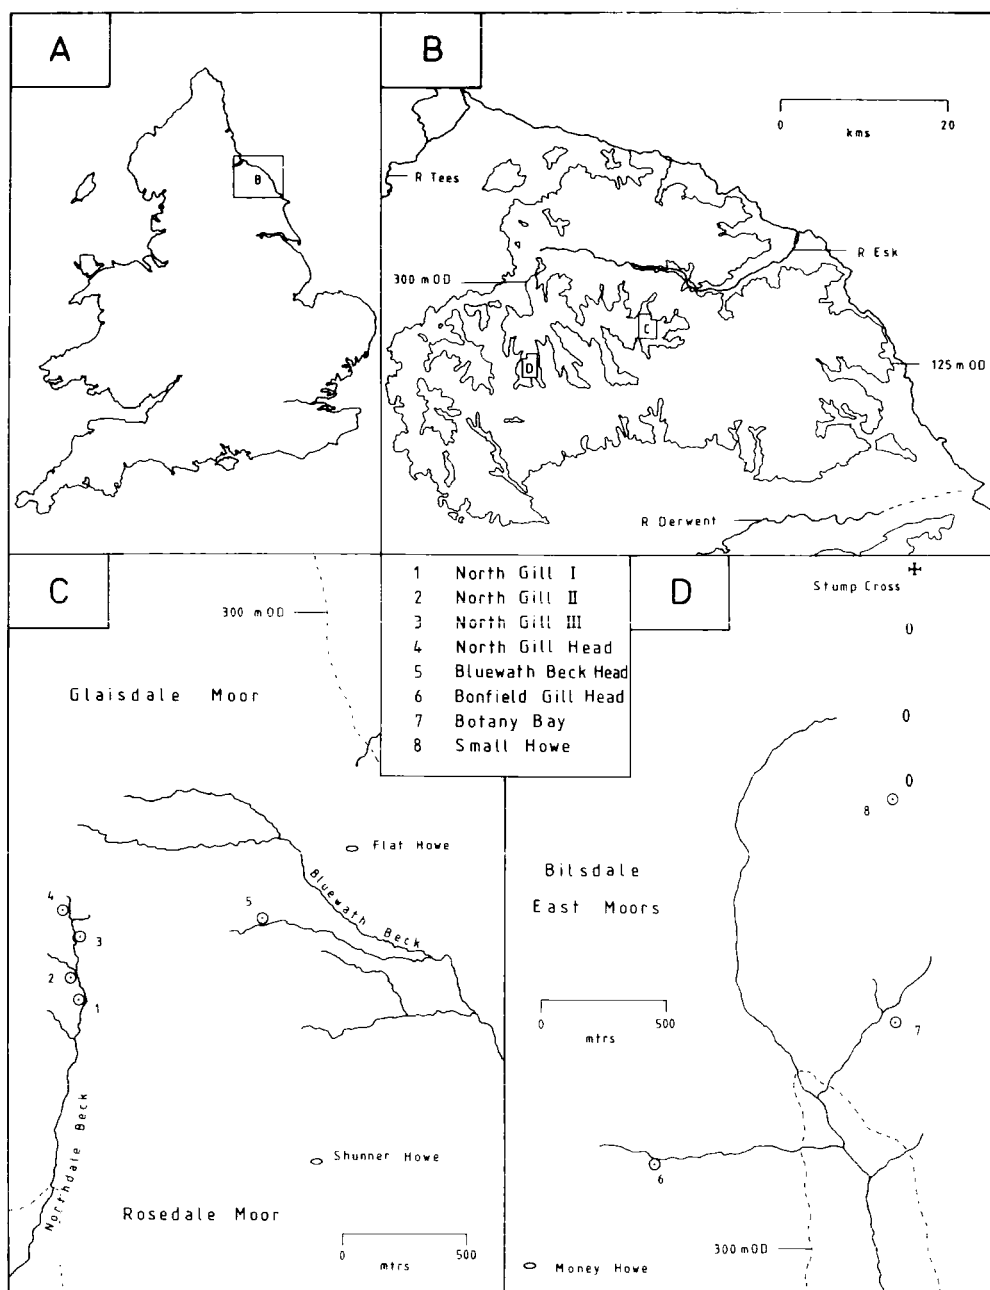 A
B
B
0
20
kms
R Tees
R Esk
300 mOD
C
D
125 m OD
R Derwent
C
300 mOD
Glaisdale Moor
Flat Howe
Bluewath Beck
4
3
5
2
1
Northdale Beck
Shunner Howe
Rosedale Moor
0
500
mtrs
1 North Gill I
2 North Gill II
3 North Gill III
4 North Gill Head
5 Bluewath Beck Head
6 Bonfield Gill Head
7 Botany Bay
8 Small Howe
D
Stump Cross
8
Bilsdale
East Moors
0
500
mtrs
7
6
300 mOD
Money Howe